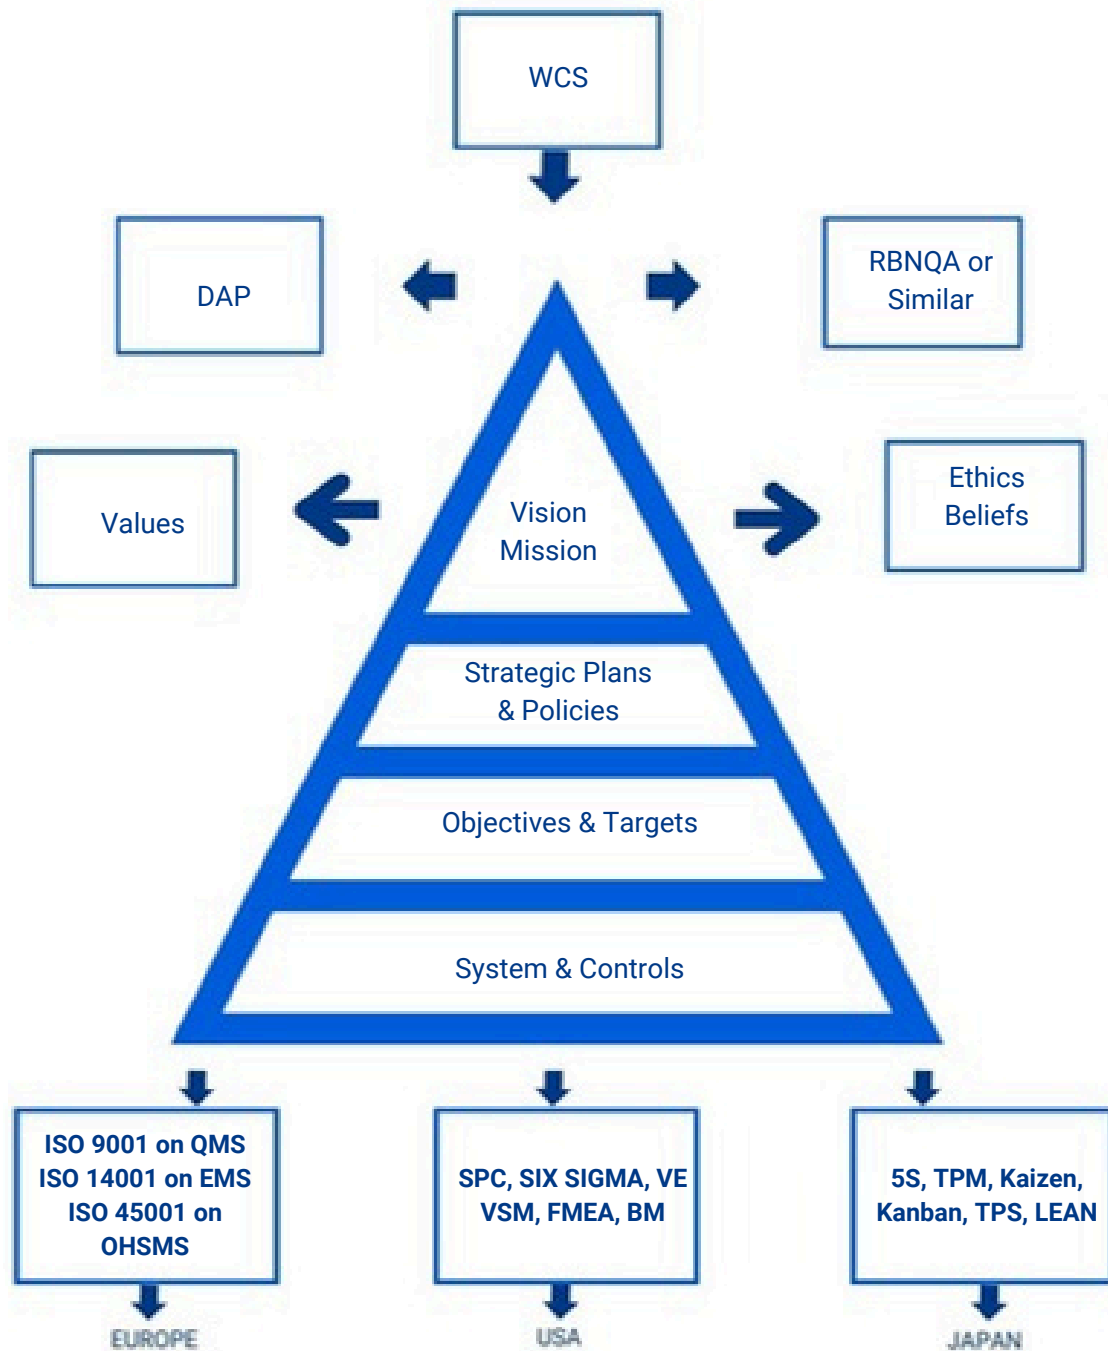 WCS
DAP
RBNQA or
Similar
Values
Vision
Mission
Ethics
Beliefs
Strategic Plans
& Policies
Objectives & Targets
System & Controls
ISO 9001 on QMS
ISO 14001 on EMS
ISO 45001 on
OHSMS
SPC, SIX SIGMA, VE
VSM, FMEA, BM
5S, TPM, Kaizen,
Kanban, TPS, LEAN
EUROPE
USA
JAPAN